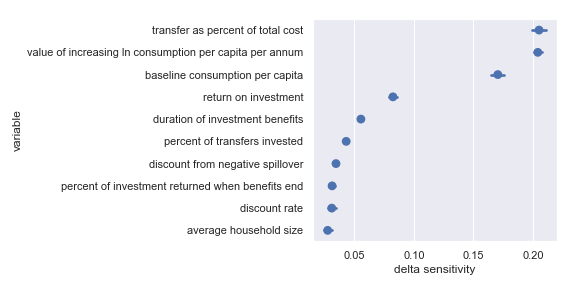 transfer as percent of total cost
value of increasing ln consumption per capita per annum
baseline consumption per capita
return on investment
duration of investment benefits
percent of transfers invested
discount from negative spillover
percent of investment returned when benefits end
discount rate
average household size
variable
0.05 0.10 0.15 0.20
delta sensitivity